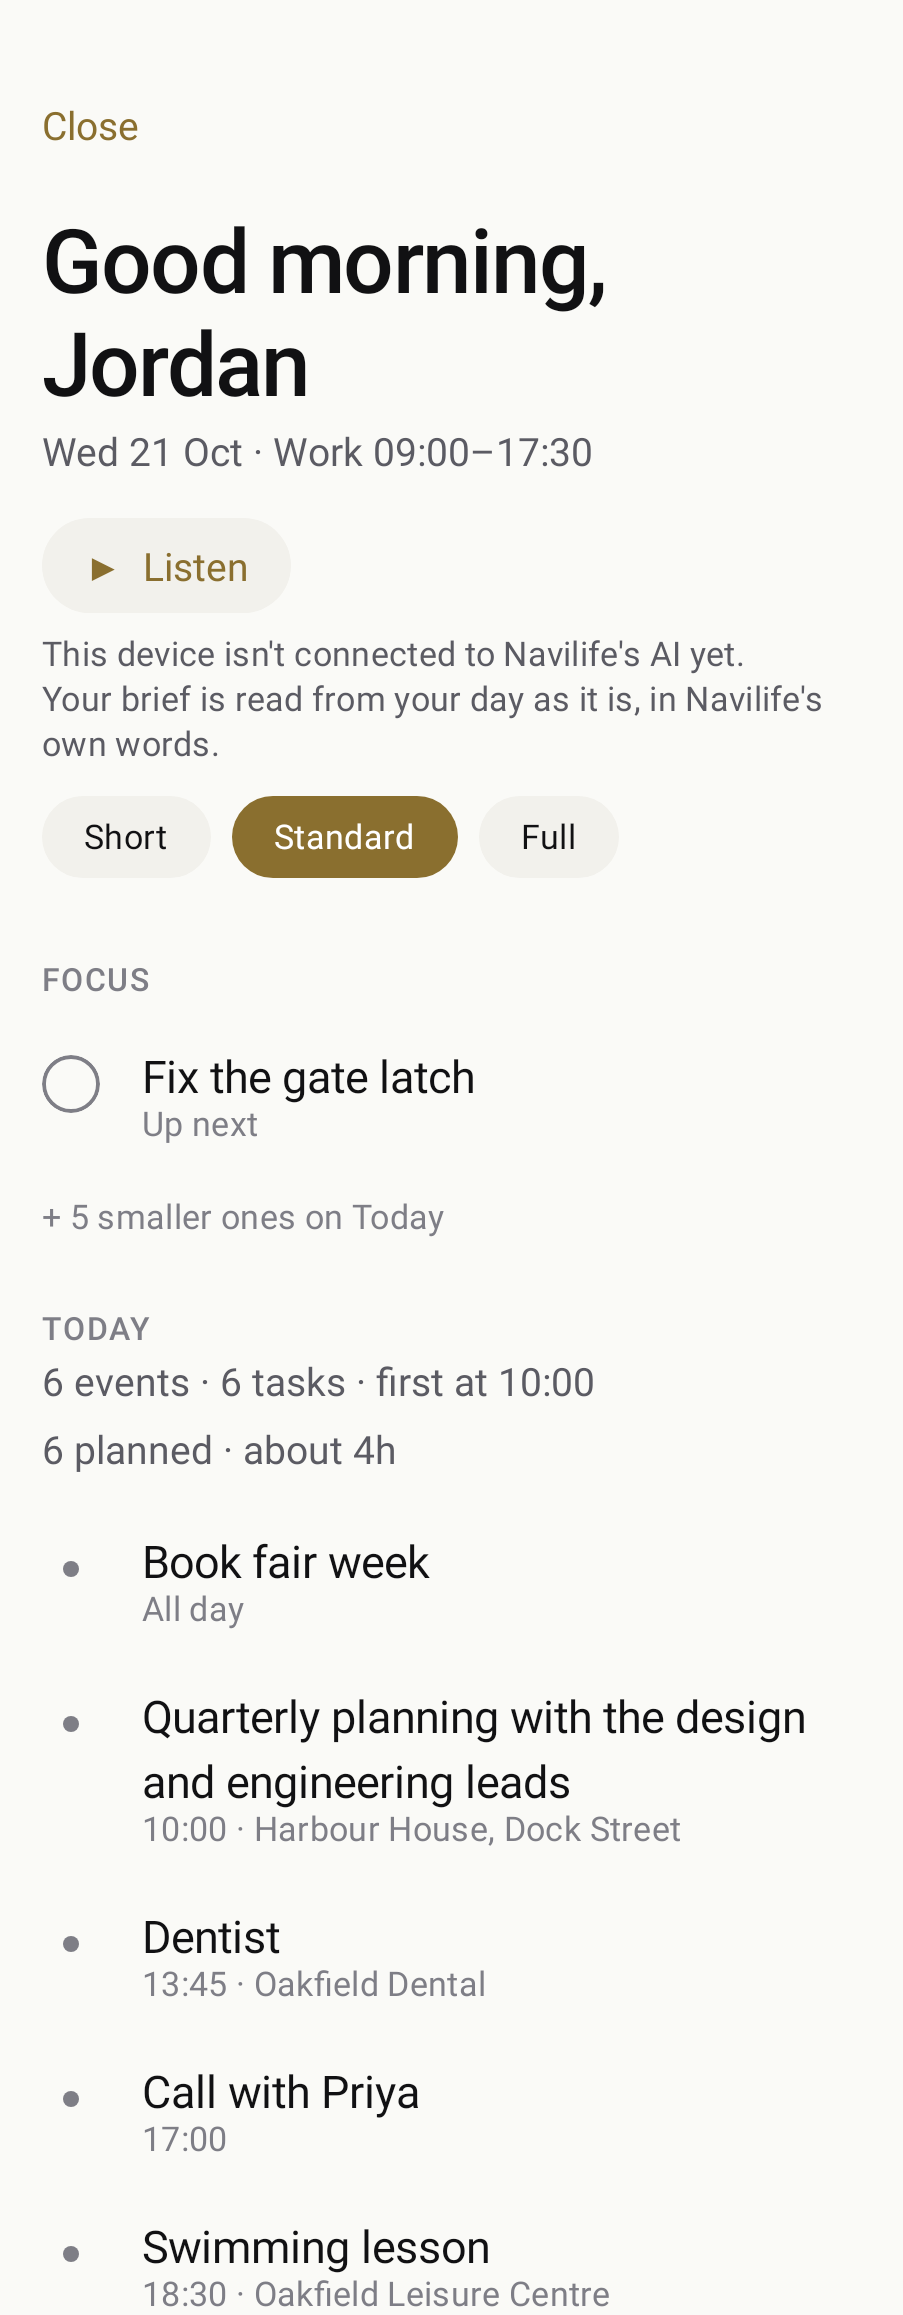 Close
Good morning,
Jordan
Wed 21 Oct · Work 09:00–17:30
▶ Listen
This device isn't connected to Navilife's AI yet.
Your brief is read from your day as it is, in Navilife's
own words.
Short Standard Full
FOCUS
Fix the gate latch
Up next
+ 5 smaller ones on Today
TODAY
6 events · 6 tasks · first at 10:00
6 planned · about 4h
Book fair week
All day
Quarterly planning with the design
and engineering leads
10:00 · Harbour House, Dock Street
Dentist
13:45 · Oakfield Dental
Call with Priya
17:00
Swimming lesson
18:30 · Oakfield Leisure Centre